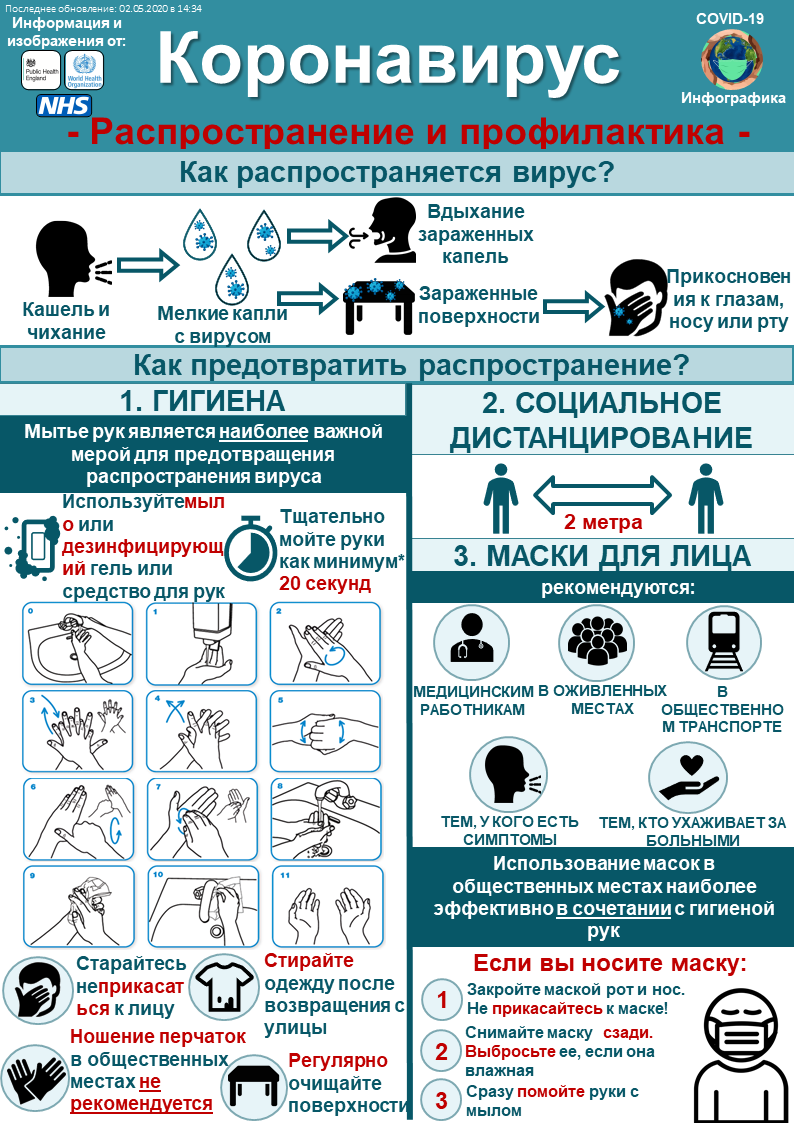 Последнее обновление: 02.05.2020 в 14:34
Информация и
изображения от:
Public Health
England
World Health
Organization
NHS
Коронавирус
COVID-19
Инфографика
- Распространение и профилактика -
Как распространяется вирус?
Кашель и
чихание
Мелкие капли
с вирусом
Вдыхание
зараженных
капель
Зараженные
поверхности
Прикосновен
ия к глазам,
носу или рту
Как предотвратить распространение?
1. ГИГИЕНА
Мытье рук является наиболее важной
мерой для предотвращения
распространения вируса
Используйтемыл
о или
дезинфицирующ
ий гель или
средство для рук
Тщательно
мойте руки
как минимум*
20 секунд
0
1
2
3
4
5
6
7
8
9
10
11
Старайтесь
неприкасат
ься к лицу
Стирайте
одежду после
возвращения с
улицы
Ношение перчаток
в общественных
местах не
рекомендуется
Регулярно
очищайте
поверхности
2. СОЦИАЛЬНОЕ
ДИСТАНЦИРОВАНИЕ
2 метра
3. МАСКИ ДЛЯ ЛИЦА
рекомендуются:
МЕДИЦИНСКИМ
РАБОТНИКАМ
В ОЖИВЛЕННЫХ
МЕСТАХ
В
ОБЩЕСТВЕННО
М ТРАНСПОРТЕ
ТЕМ, У КОГО ЕСТЬ
СИМПТОМЫ
ТЕМ, КТО УХАЖИВАЕТ ЗА
БОЛЬНЫМИ
Использование масок в
общественных местах наиболее
эффективно в сочетании с гигиеной
рук
Если вы носите маску:
1
Закройте маской рот и нос.
Не прикасайтесь к маске!
2
Снимайте маску сзади.
Выбросьте ее, если она
влажная
3
Сразу помойте руки с
мылом